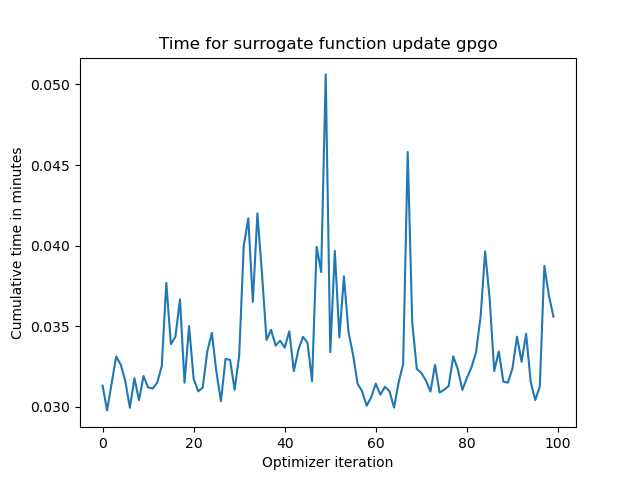 Time for surrogate function update gpgo
Cumulative time in minutes
0.050
0.045
0.040
0.035
0.030
0 20 40 60 80 100
Optimizer iteration